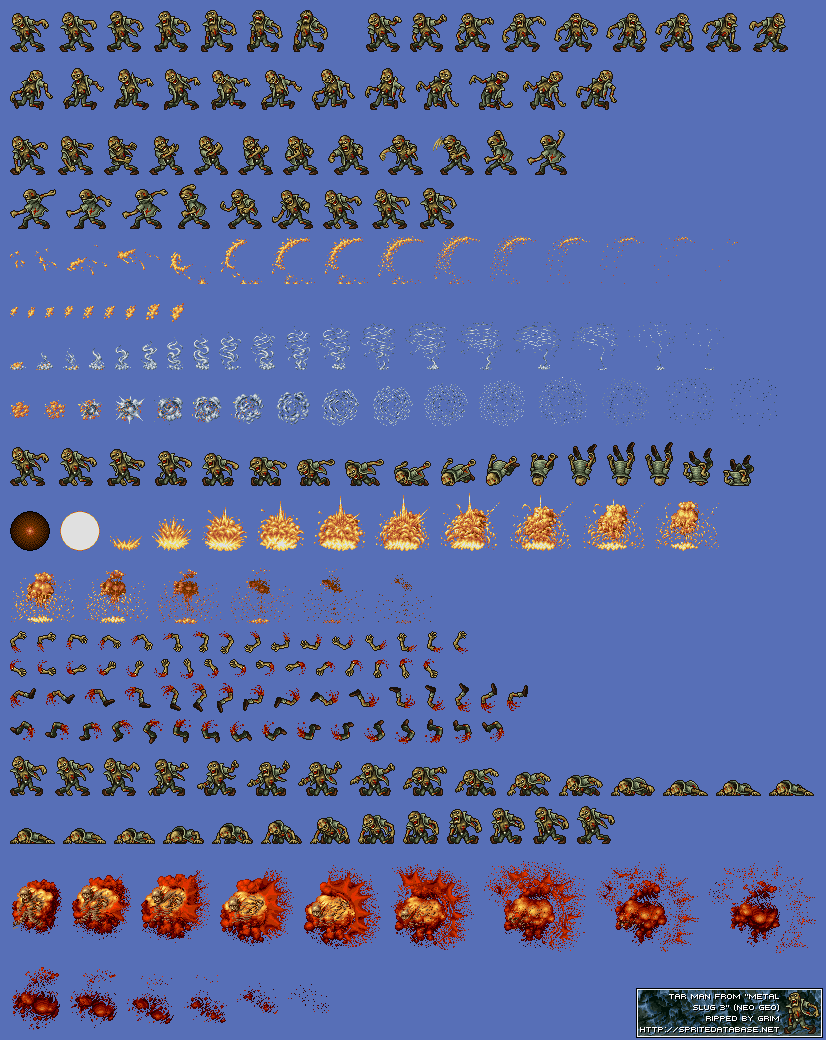 TAR MAN FROM "METAL
SLUG 3" (NEO GEO)
RIPPED BY GRIM
HTTP://SPRITEDATABASE.NET